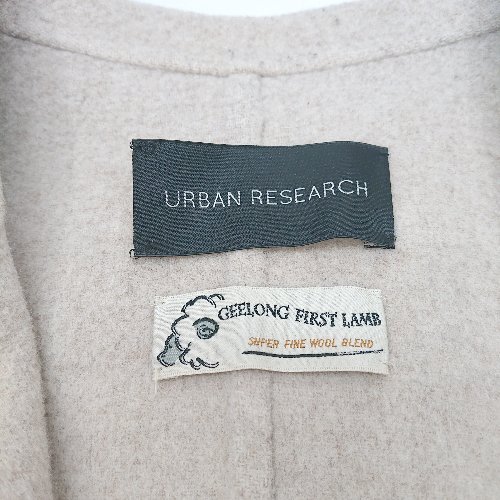 URBAN RESEARCH
GEELONG FIRST LAMB
SUPER FINE WOOL BLEND